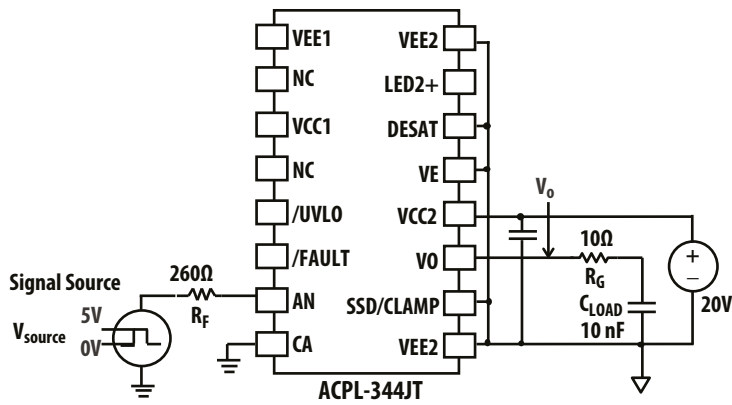 VEE1
NC
VCC1
NC
/UVLO
/FAULT
AN
CA
VEE2
LED2+
DESAT
VE
VCC2
VO
SSD/CLAMP
VEE2
ACPL-344JT
Signal Source
Vsource
5V
0V
260Ω
RF
Vo
10Ω
RG
CLOAD
10 nF
+
−
20V